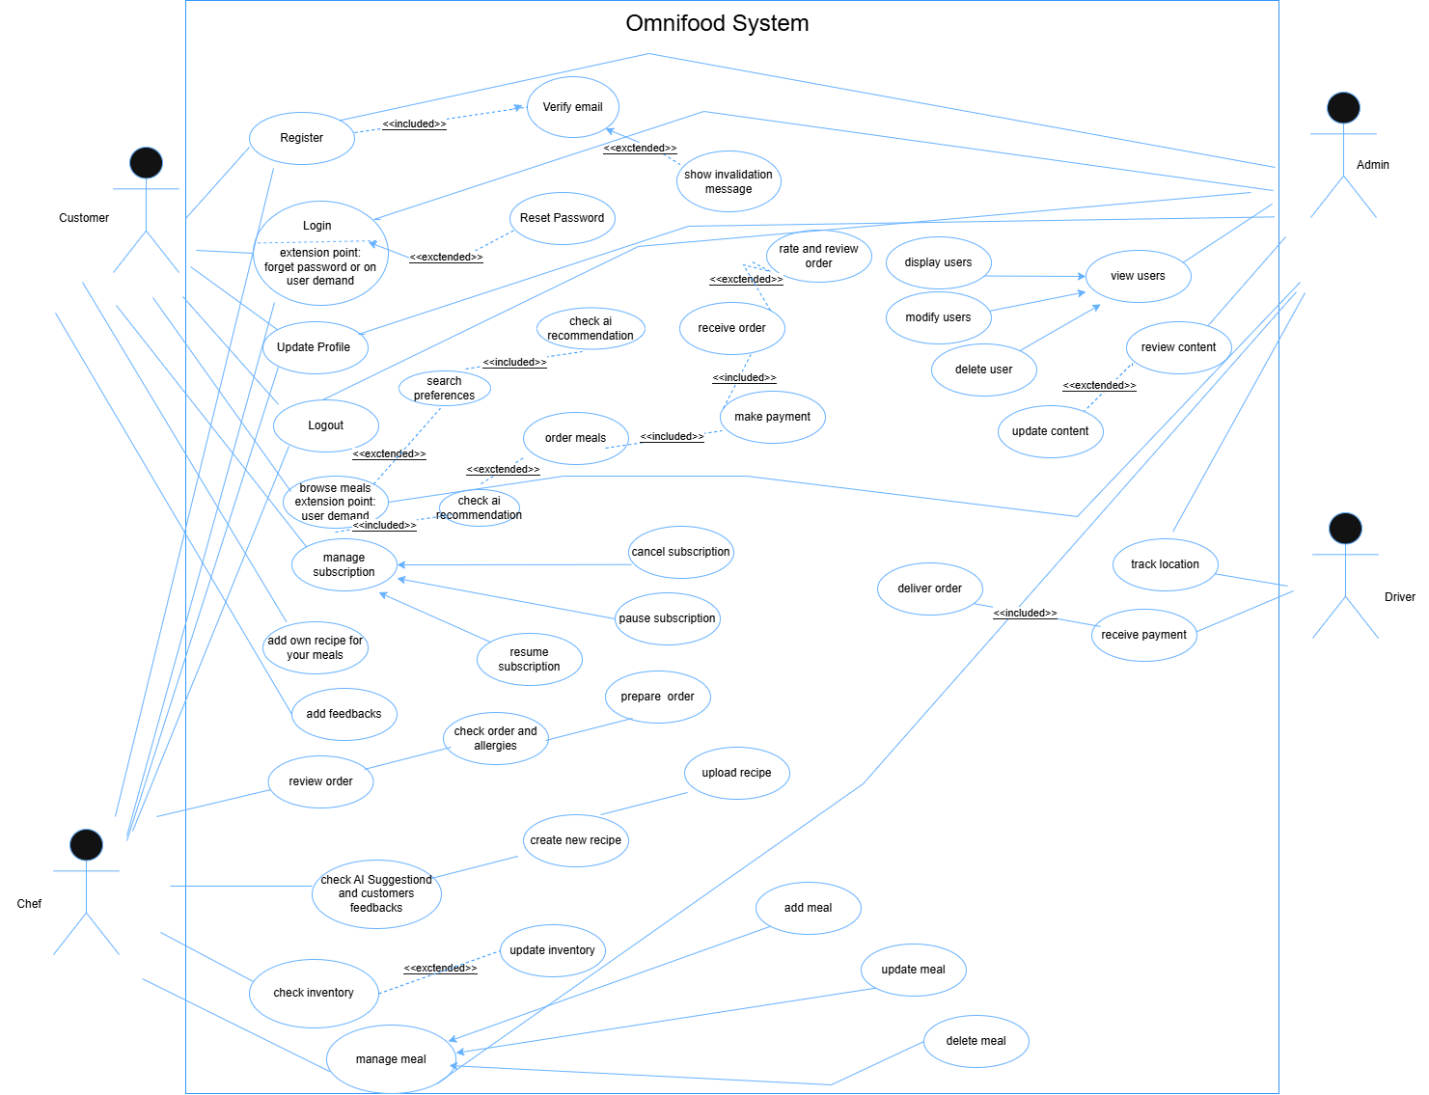 Omnifood System
Verify email
<<included>>
Register
<<exctended>>
show invalidation
message
Admin
Customer
Login
extension point:
forget password or on
user demand
Reset Password
<<exctended>>
rate and review
order
<<exctended>>
display users
view users
modify users
receive order
check ai
recommendation
Update Profile
review content
<<included>>
delete user
<<included>>
<<exctended>>
search
preferences
make payment
Logout
order meals
<<included>>
update content
<<exctended>>
<<exctended>>
browse meals
extension point:
user demand
check ai
recommendation
<<included>>
manage
subscription
cancel subscription
track location
deliver order
Driver
<<included>>
pause subscription
receive payment
add own recipe for
your meals
resume
subscription
prepare  order
add feedbacks
check order and
allergies
review order
upload recipe
create new recipe
check AI Suggestiond
and customers
feedbacks
Chef
add meal
update inventory
<<exctended>>
update meal
check inventory
delete meal
manage meal